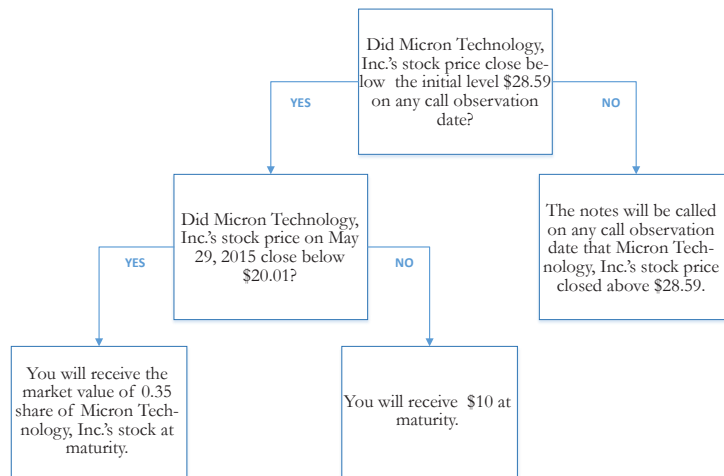 Did Micron Technology,
Inc.'s stock price close be-
low the initial level $28.59
on any call observation
date?
YES
NO
Did Micron Technology,
Inc.'s stock price on May
29, 2015 close below
$20.01?
The notes will be called
on any call observation
date that Micron Tech-
nology, Inc.'s stock price
closed above $28.59.
YES
NO
You will receive the
market value of 0.35
share of Micron Tech-
nology, Inc.'s stock at
maturity.
You will receive $10 at
maturity.